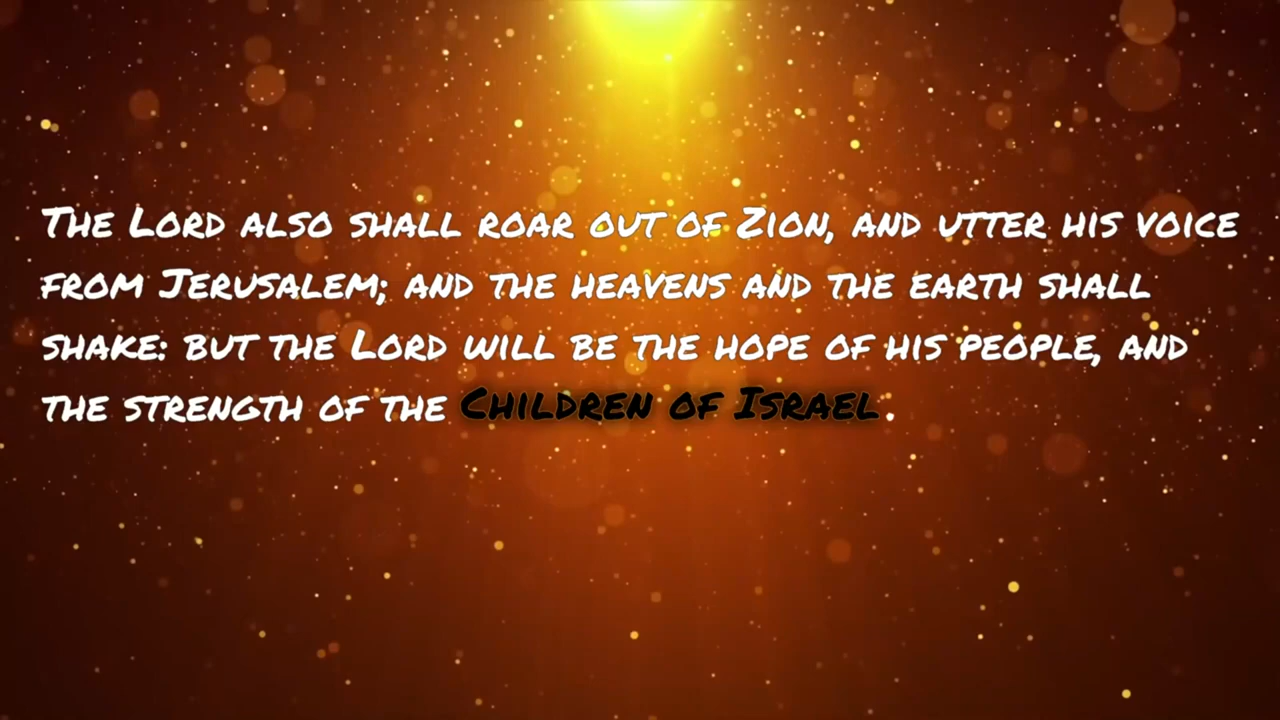 The Lord also shall roar out of Zion, and utter his voice
from Jerusalem; and the heavens and the earth shall
shake: but the Lord will be the hope of his people, and
the strength of the Children of Israel.